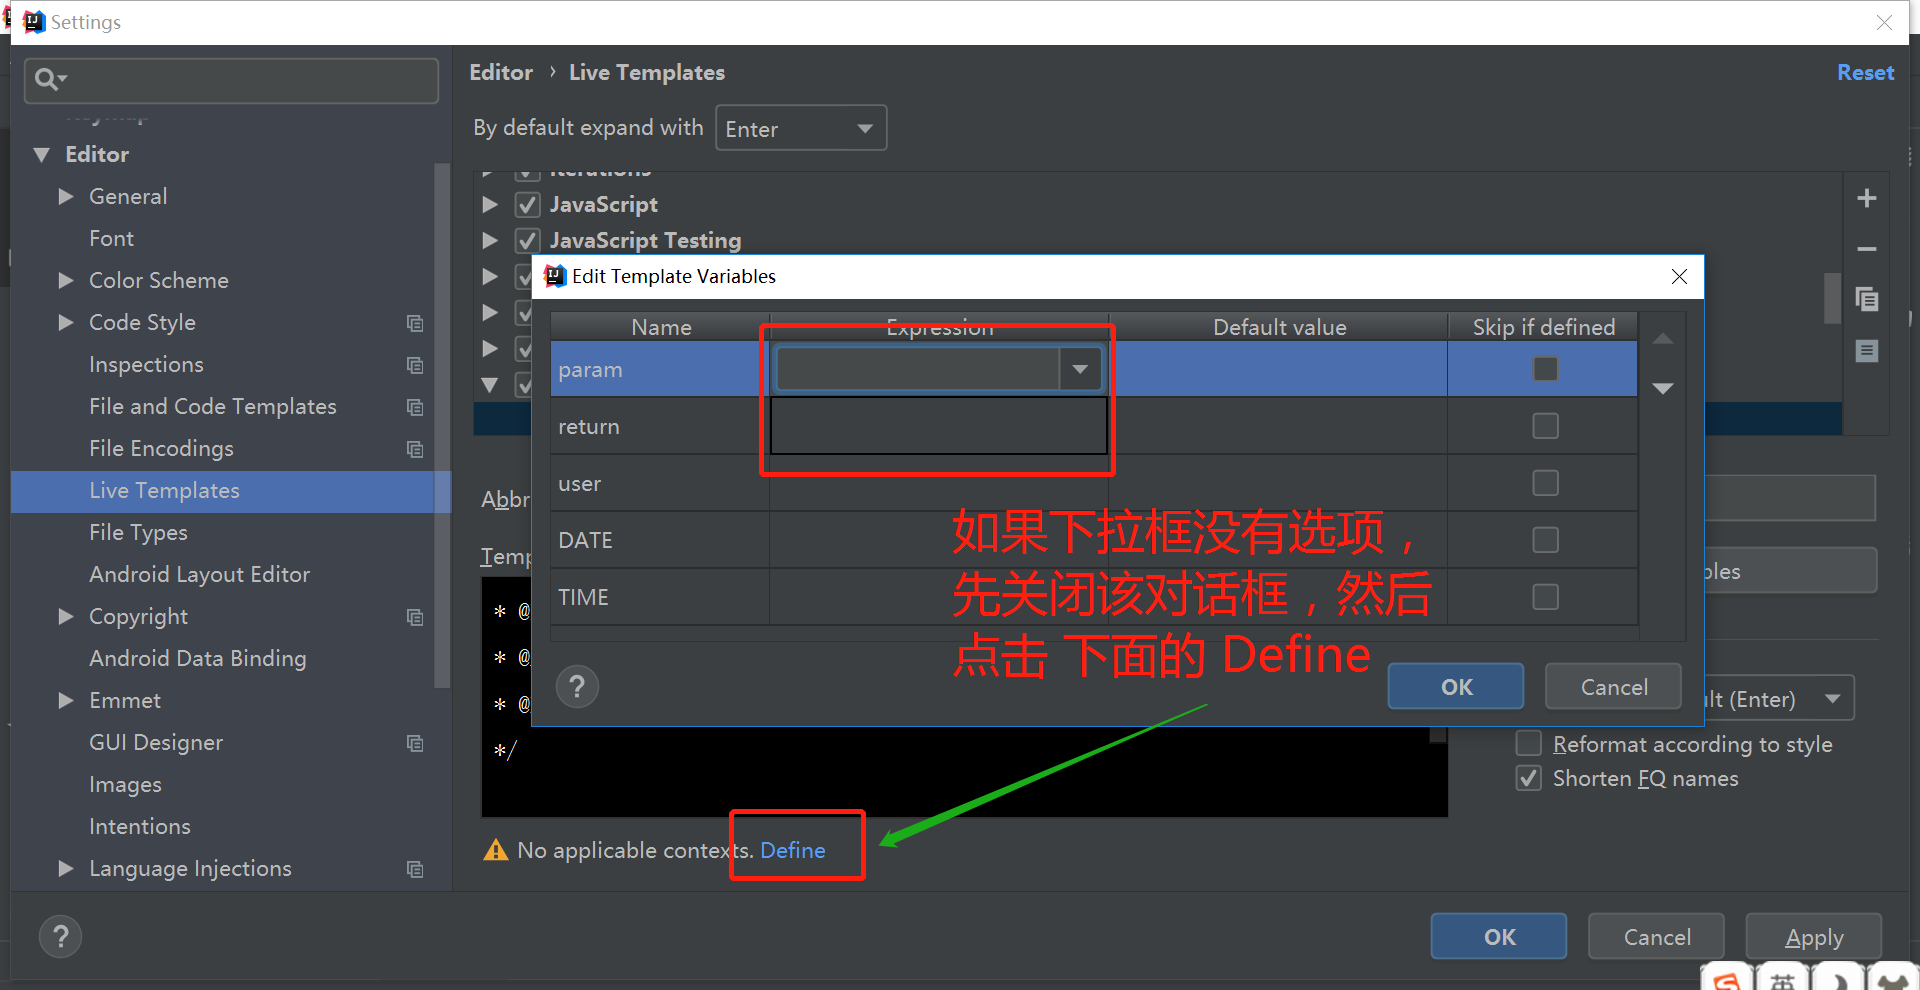 Settings
Editor › Live Templates
Reset
By default expand with
Enter
Editor
General
Font
Color Scheme
Code Style
Inspections
File and Code Templates
File Encodings
Live Templates
File Types
Android Layout Editor
Copyright
Android Data Binding
Emmet
GUI Designer
Images
Intentions
Language Injections
JavaScript
JavaScript Testing
Edit Template Variables
Name Expression Default value Skip if defined
param
return
user
DATE
TIME
如果下拉框没有选项，
先关闭该对话框，然后
点击 下面的 Define
?
OK
Cancel
Abbr
Temp
* @
* @
* @
*/
bles
ult (Enter)
Reformat according to style
Shorten FQ names
No applicable contexts. Define
?
OK
Cancel
Apply
英